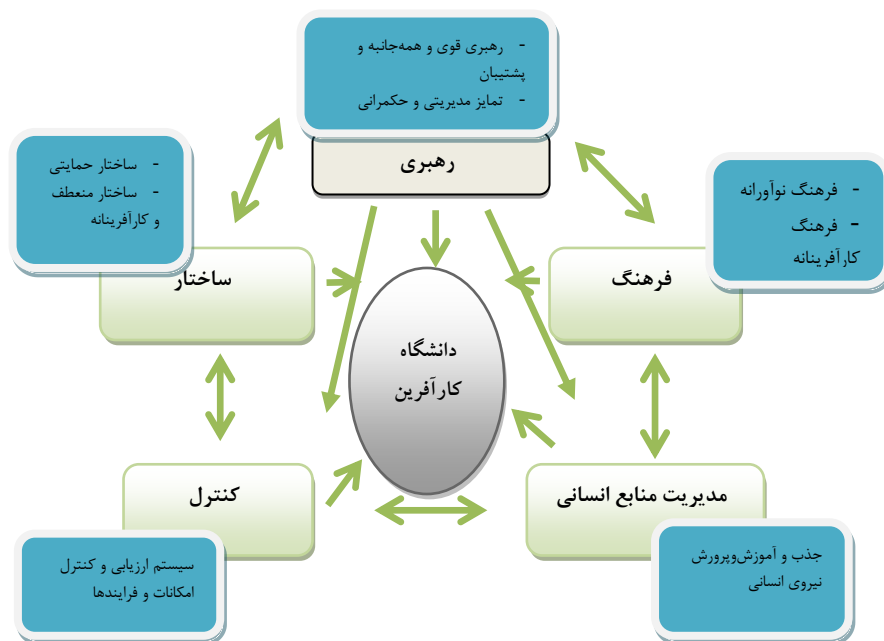 - رهبری قوی و همه‌جانبه و
پشتیبان
- تمایز مدیریتی و حکمرانی
رهبری
- فرهنگ نوآورانه
- فرهنگ
کارآفرینانه
فرهنگ
- ساختار حمایتی
- ساختار منعطف
و کارآفرینانه
ساختار
دانشگاه
کارآفرین
مدیریت منابع انسانی
جذب و آموزش‌وپرورش
نیروی انسانی
کنترل
سیستم ارزیابی و کنترل
امکانات و فرایندها